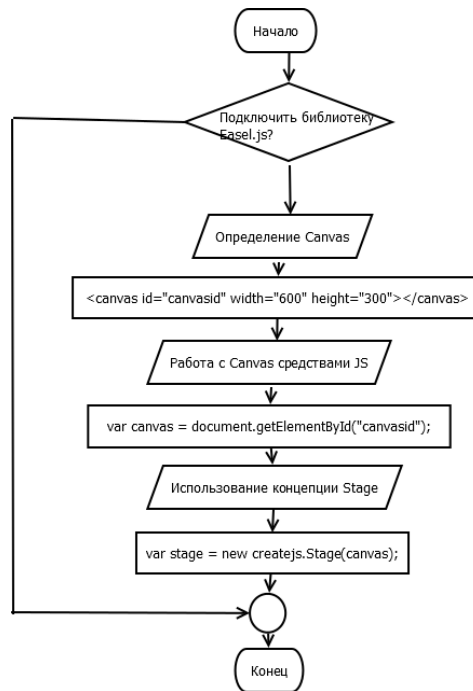 Начало
Подключить библиотеку
Easel.js?
Определение Canvas
<canvas id="canvasid" width="600" height="300"></canvas>
Работа с Canvas средствами JS
var canvas = document.getElementById("canvasid");
Использование концепции Stage
var stage = new createjs.Stage(canvas);
Конец